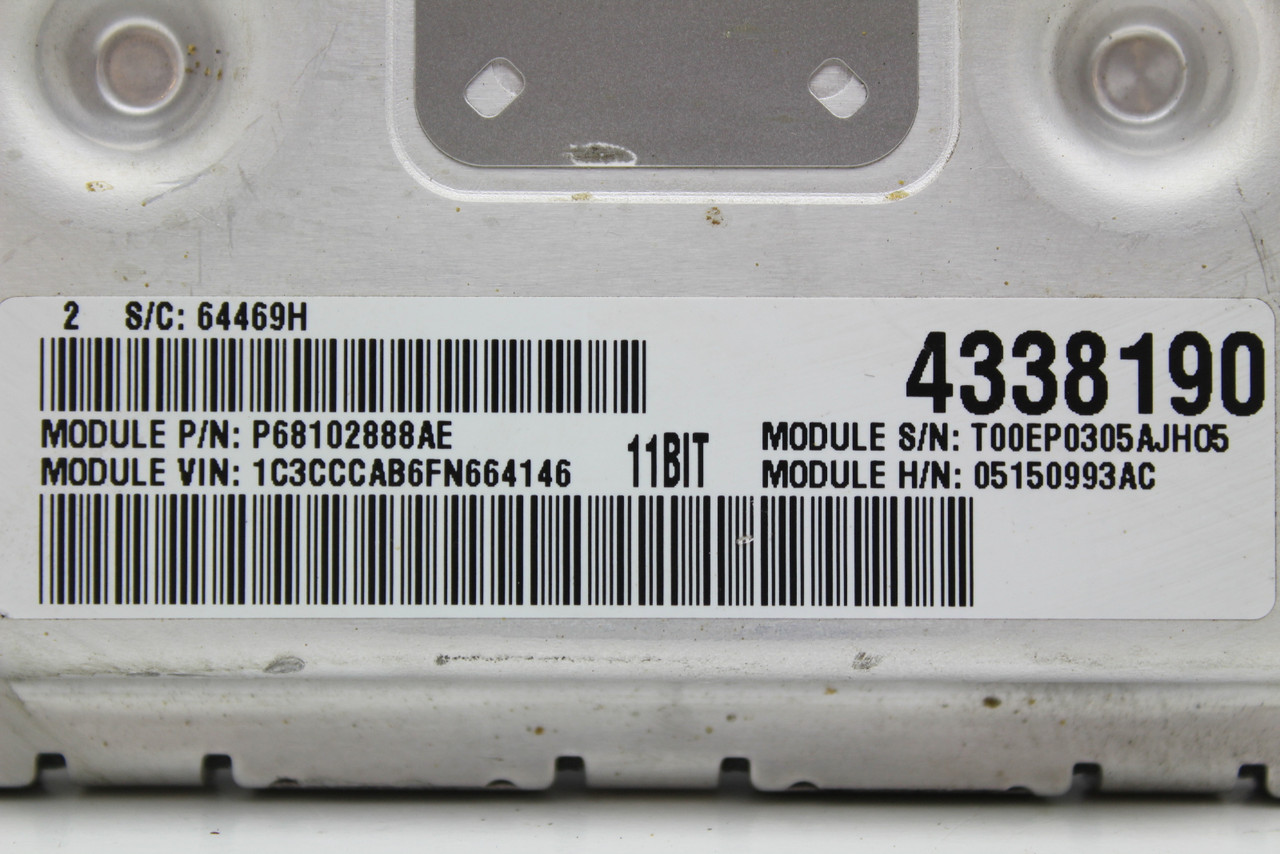 2 S/C: 64469H
4338190
MODULE P/N: P68102888AE
MODULE VIN: 1C3CCCAB6FN664146
11BIT
MODULE S/N: T00EP0305AJH05
MODULE H/N: 05150993AC